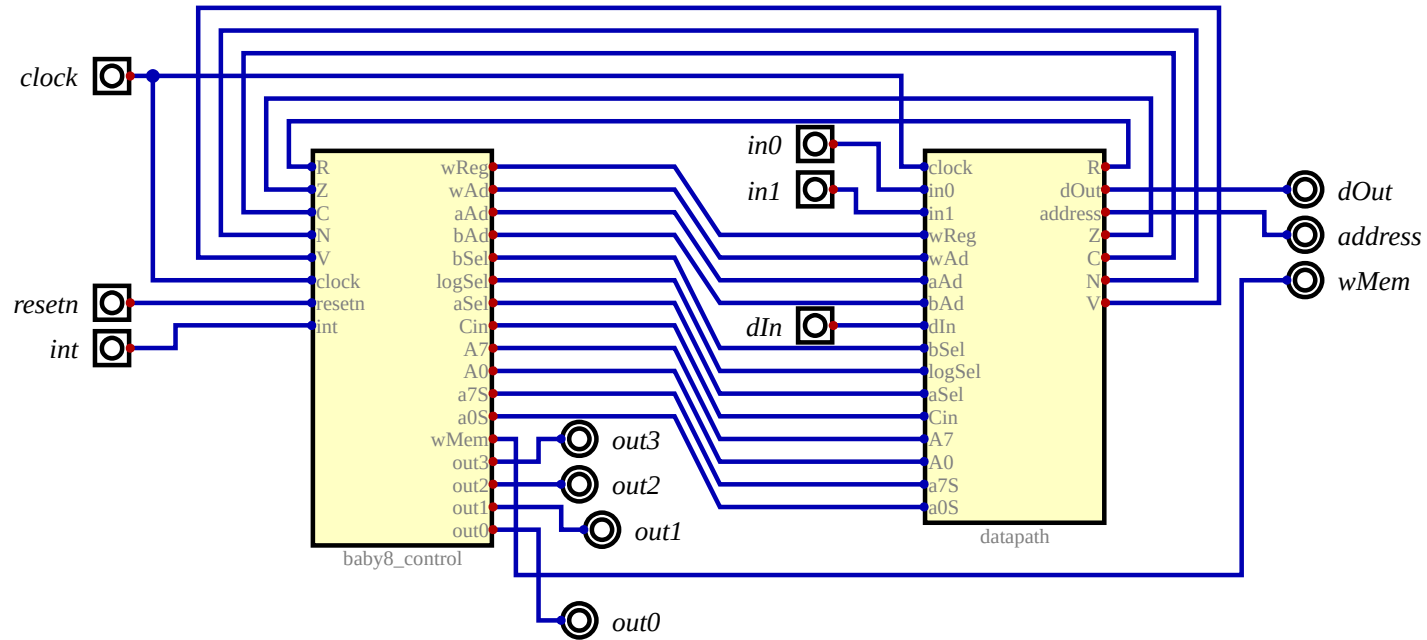 clock
resetn
int
R
Z
C
N
V
clock
resetn
int
wReg
wAd
aAd
bAd
bSel
logSel
aSel
Cin
A7
A0
a7S
a0S
wMem
out3
out2
out1
out0
baby8_control
out3
out2
out1
out0
in0
in1
dIn
clock
in0
in1
wReg
wAd
aAd
bAd
dIn
bSel
logSel
aSel
Cin
A7
A0
a7S
a0S
R
dOut
address
Z
C
N
V
datapath
dOut
address
wMem